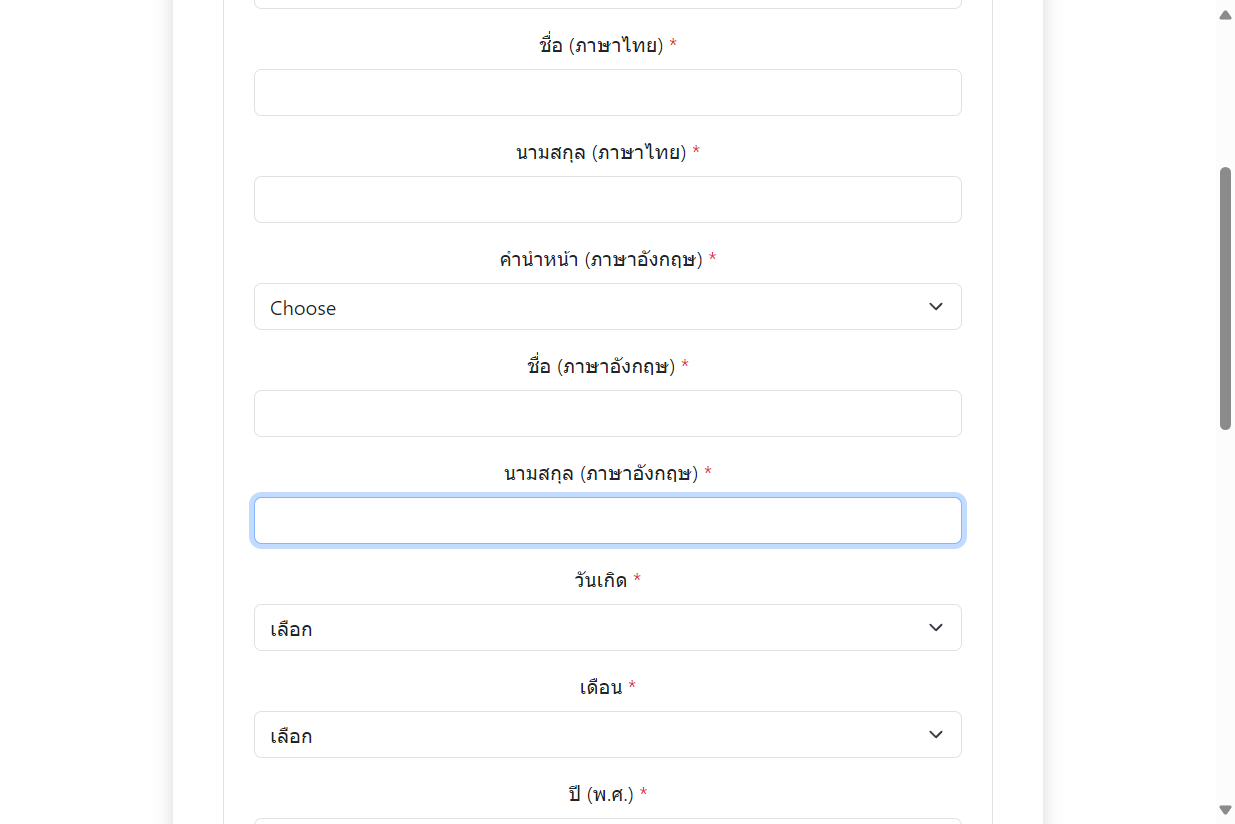 ชื่อ (ภาษาไทย) *
นามสกุล (ภาษาไทย) *
คำนำหน้า (ภาษาอังกฤษ) *
Choose
ชื่อ (ภาษาอังกฤษ) *
นามสกุล (ภาษาอังกฤษ) *
วันเกิด *
เลือก
เดือน *
เลือก
ปี (พ.ศ.) *